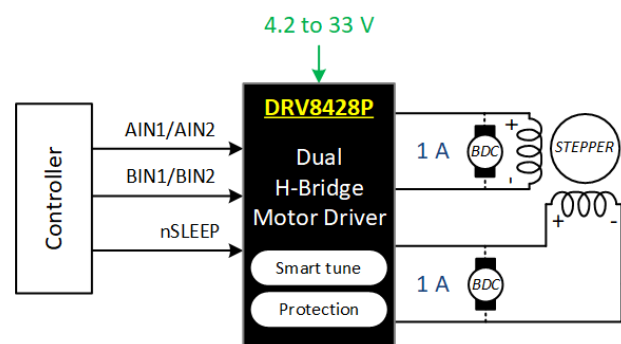 4.2 to 33 V
Controller
AIN1/AIN2
BIN1/BIN2
nSLEEP
DRV8428P
Dual
H-Bridge
Motor Driver
Smart tune
Protection
1 A
BDC
+
-
STEPPER
+ -
1 A
BDC